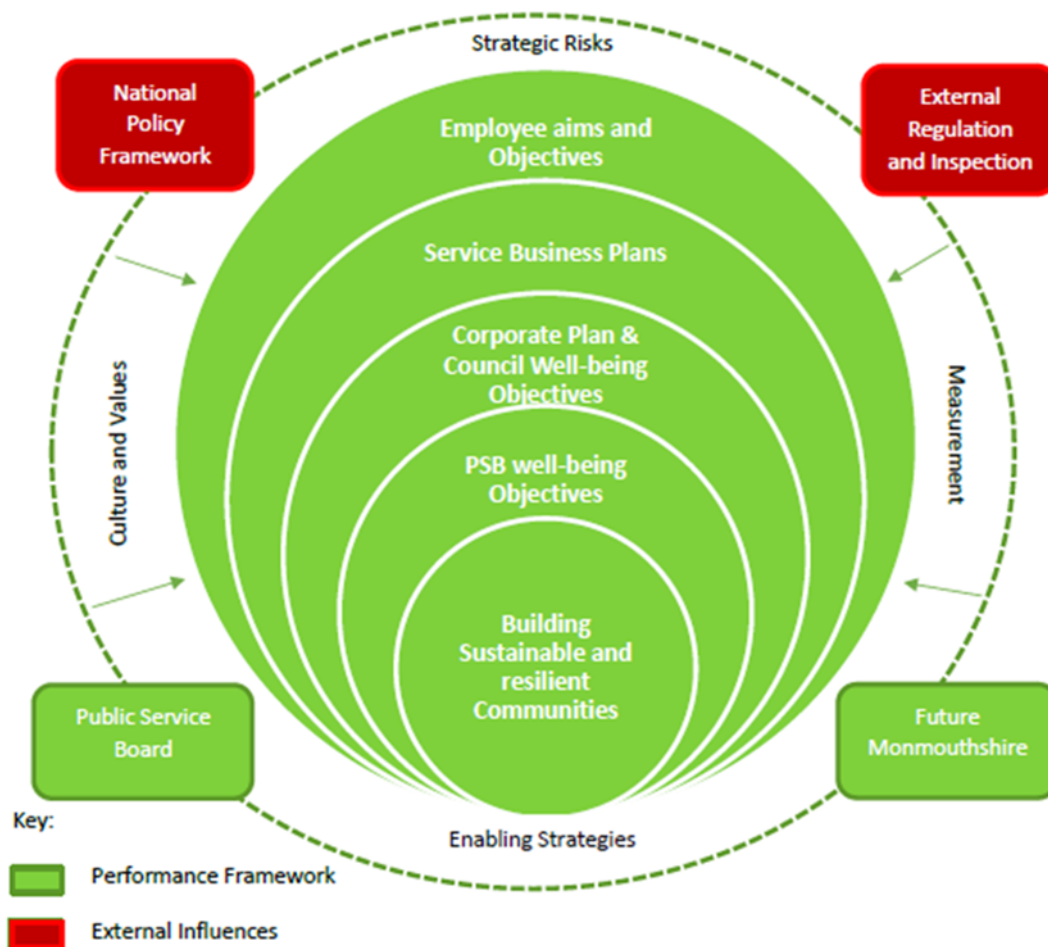 Strategic Risks
National
Policy
Framework
External
Regulation
and Inspection
Employee aims and
Objectives
Service Business Plans
Corporate Plan &
Council Well-being
Objectives
Culture and Values
Measurement
PSB well-being
Objectives
Building
Sustainable and
resilient
Communities
Public Service
Board
Future
Monmouthshire
Enabling Strategies
Key:
Performance Framework
External Influences